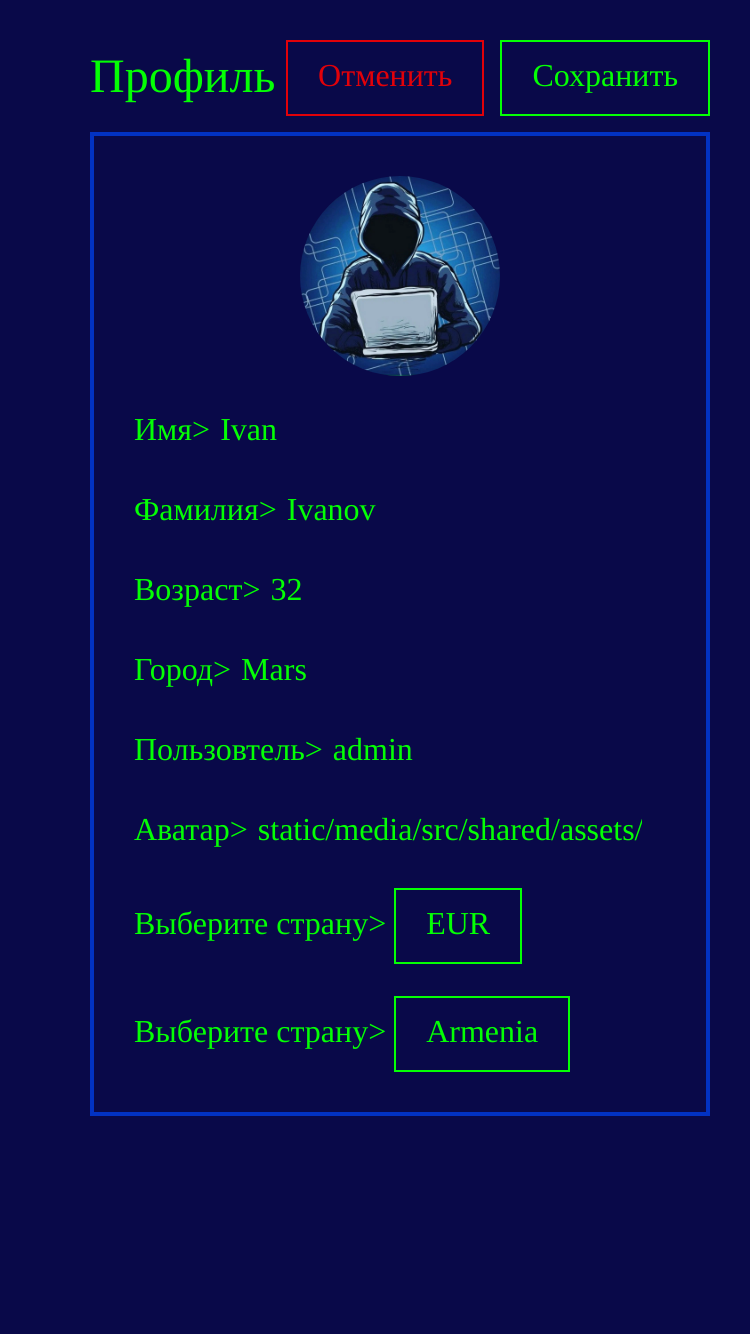 Профиль Отменить Сохранить
Имя> Ivan
Фамилия> Ivanov
Возраст> 32
Город> Mars
Пользовтель> admin
Аватар> static/media/src/shared/assets/
Выберите страну> EUR
Выберите страну> Armenia